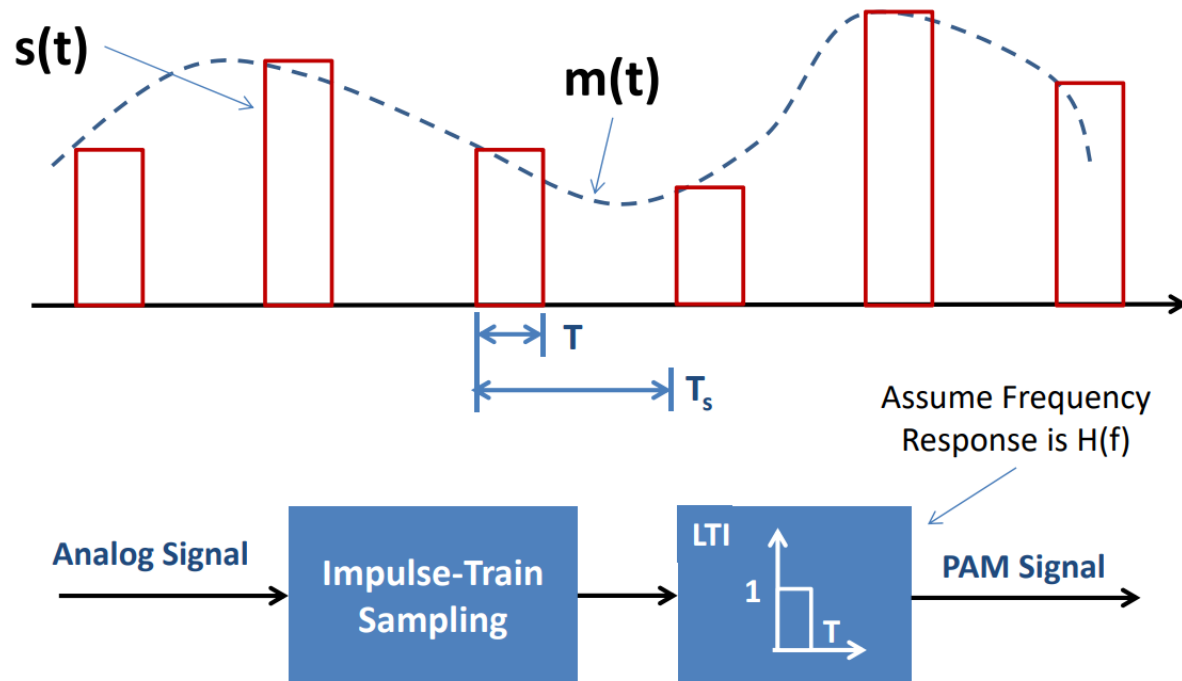 s(t)
m(t)
T
Tₛ
Assume Frequency
Response is H(f)
Analog Signal
Impulse-Train
Sampling
LTI
1
T
PAM Signal